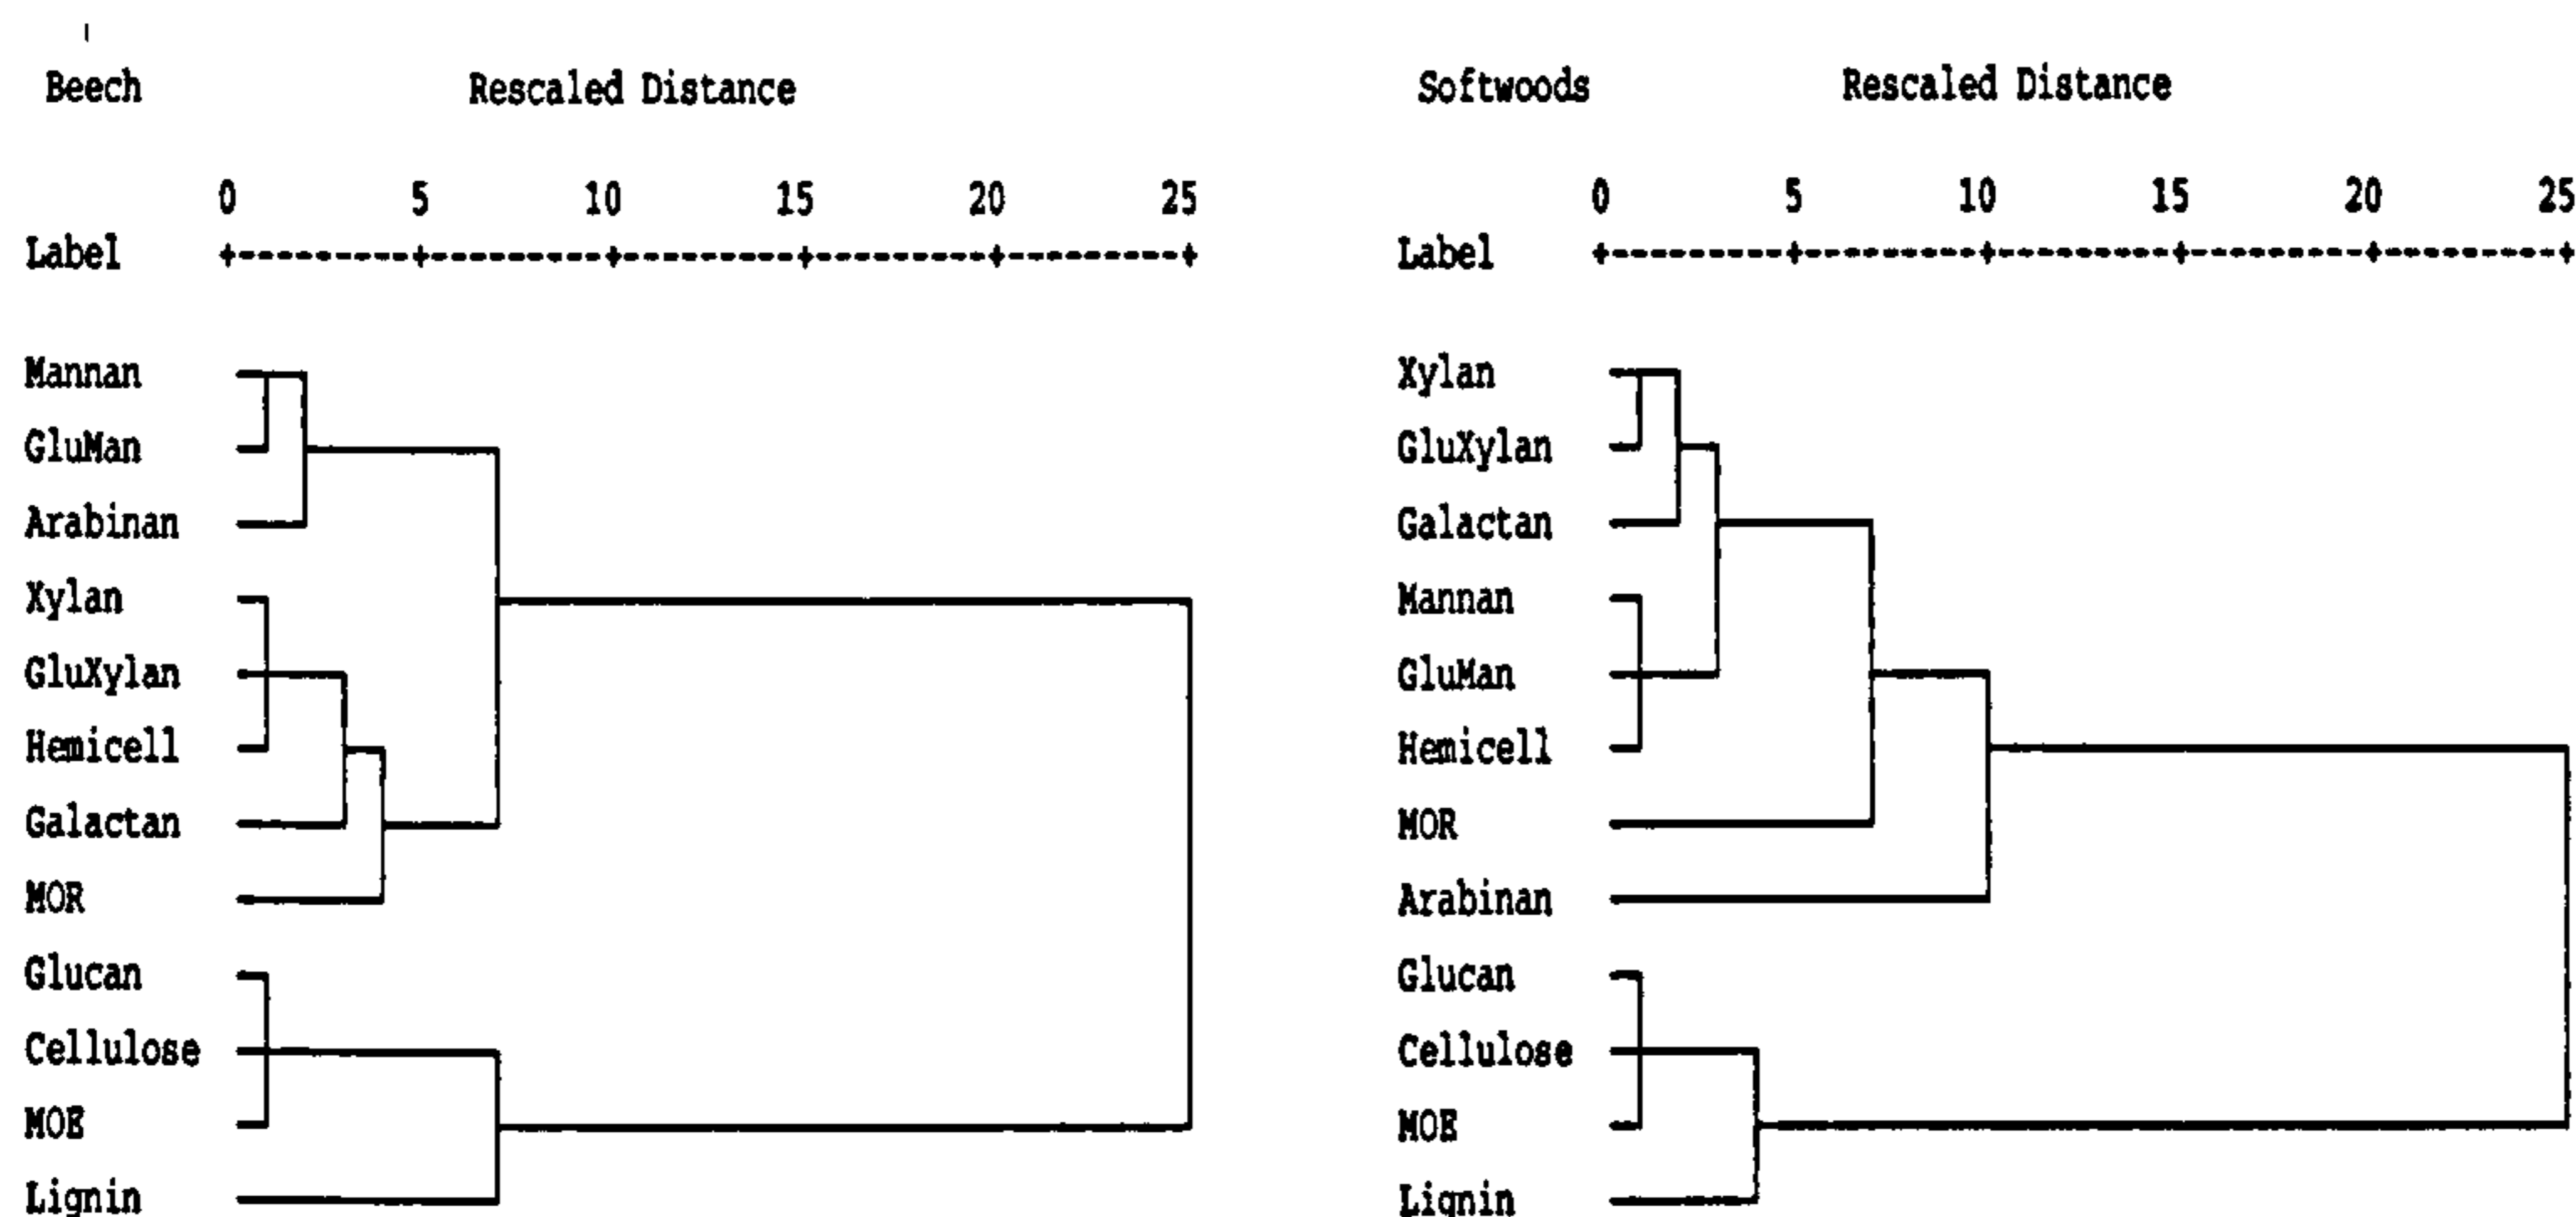 Beech Rescaled Distance
0 5 10 15 20 25
Label +---------+---------+---------+---------+---------+
Mannan
GluMan
Arabinan
Xylan
GluXylan
Hemicell
Galactan
MOR
Glucan
Cellulose
MOE
Lignin
Softwoods Rescaled Distance
0 5 10 15 20 25
Label +---------+---------+---------+---------+---------+
Xylan
GluXylan
Galactan
Mannan
GluMan
Hemicell
MOR
Arabinan
Glucan
Cellulose
MOE
Lignin